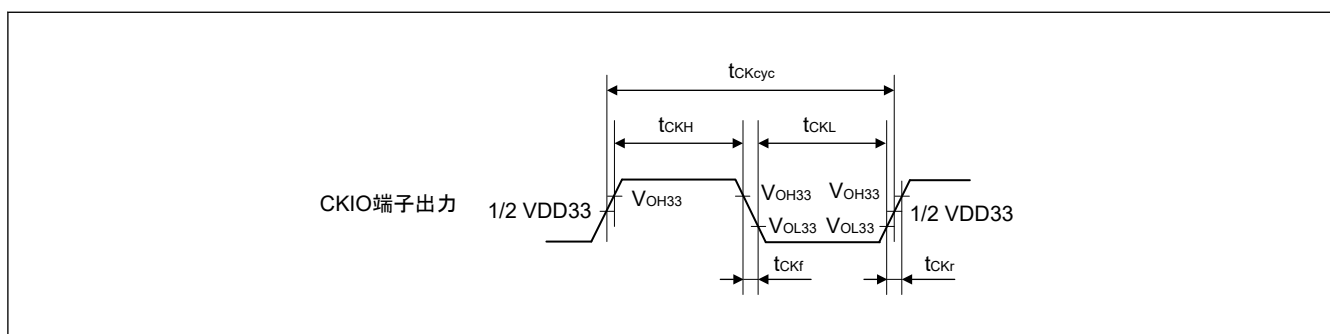 tCKcyc
tCKH
tCKL
CKIO端子出力
1/2 VDD33
VOH33
VOH33
VOL33
VOH33
VOL33
1/2 VDD33
tCKf
tCKr